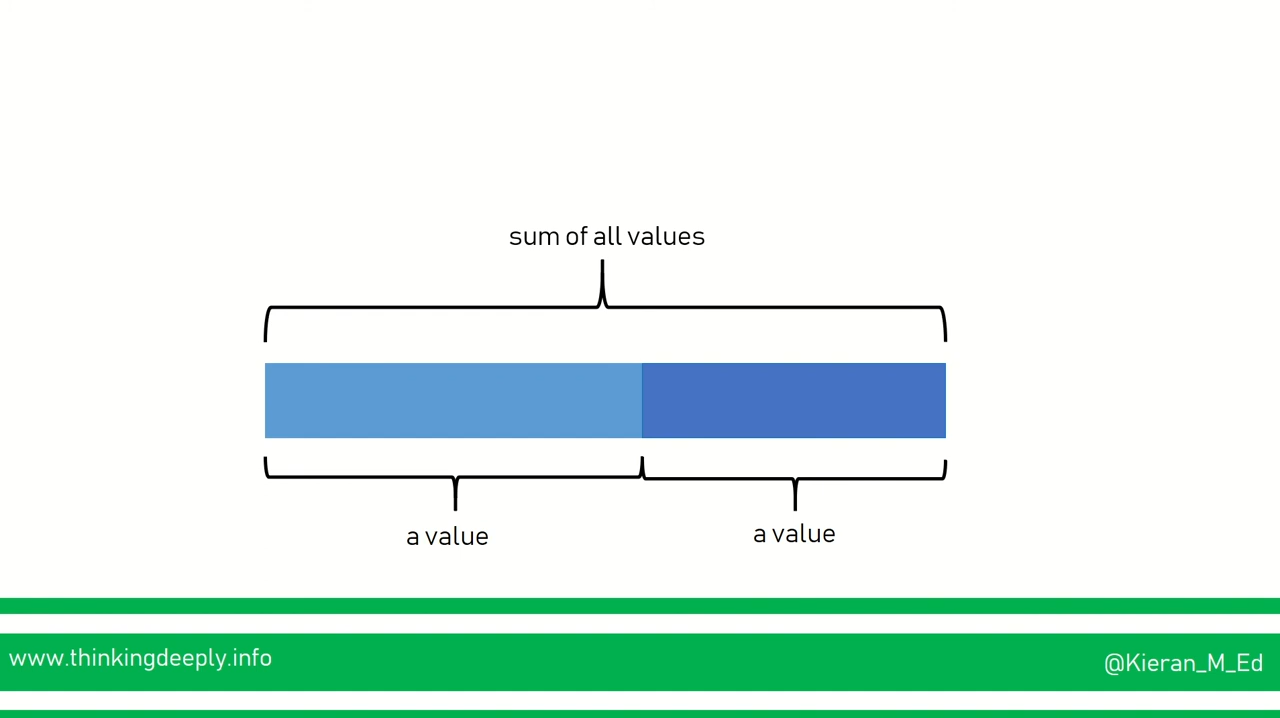 sum of all values
a value
a value
www.thinkingdeeply.info
@Kieran_M_Ed